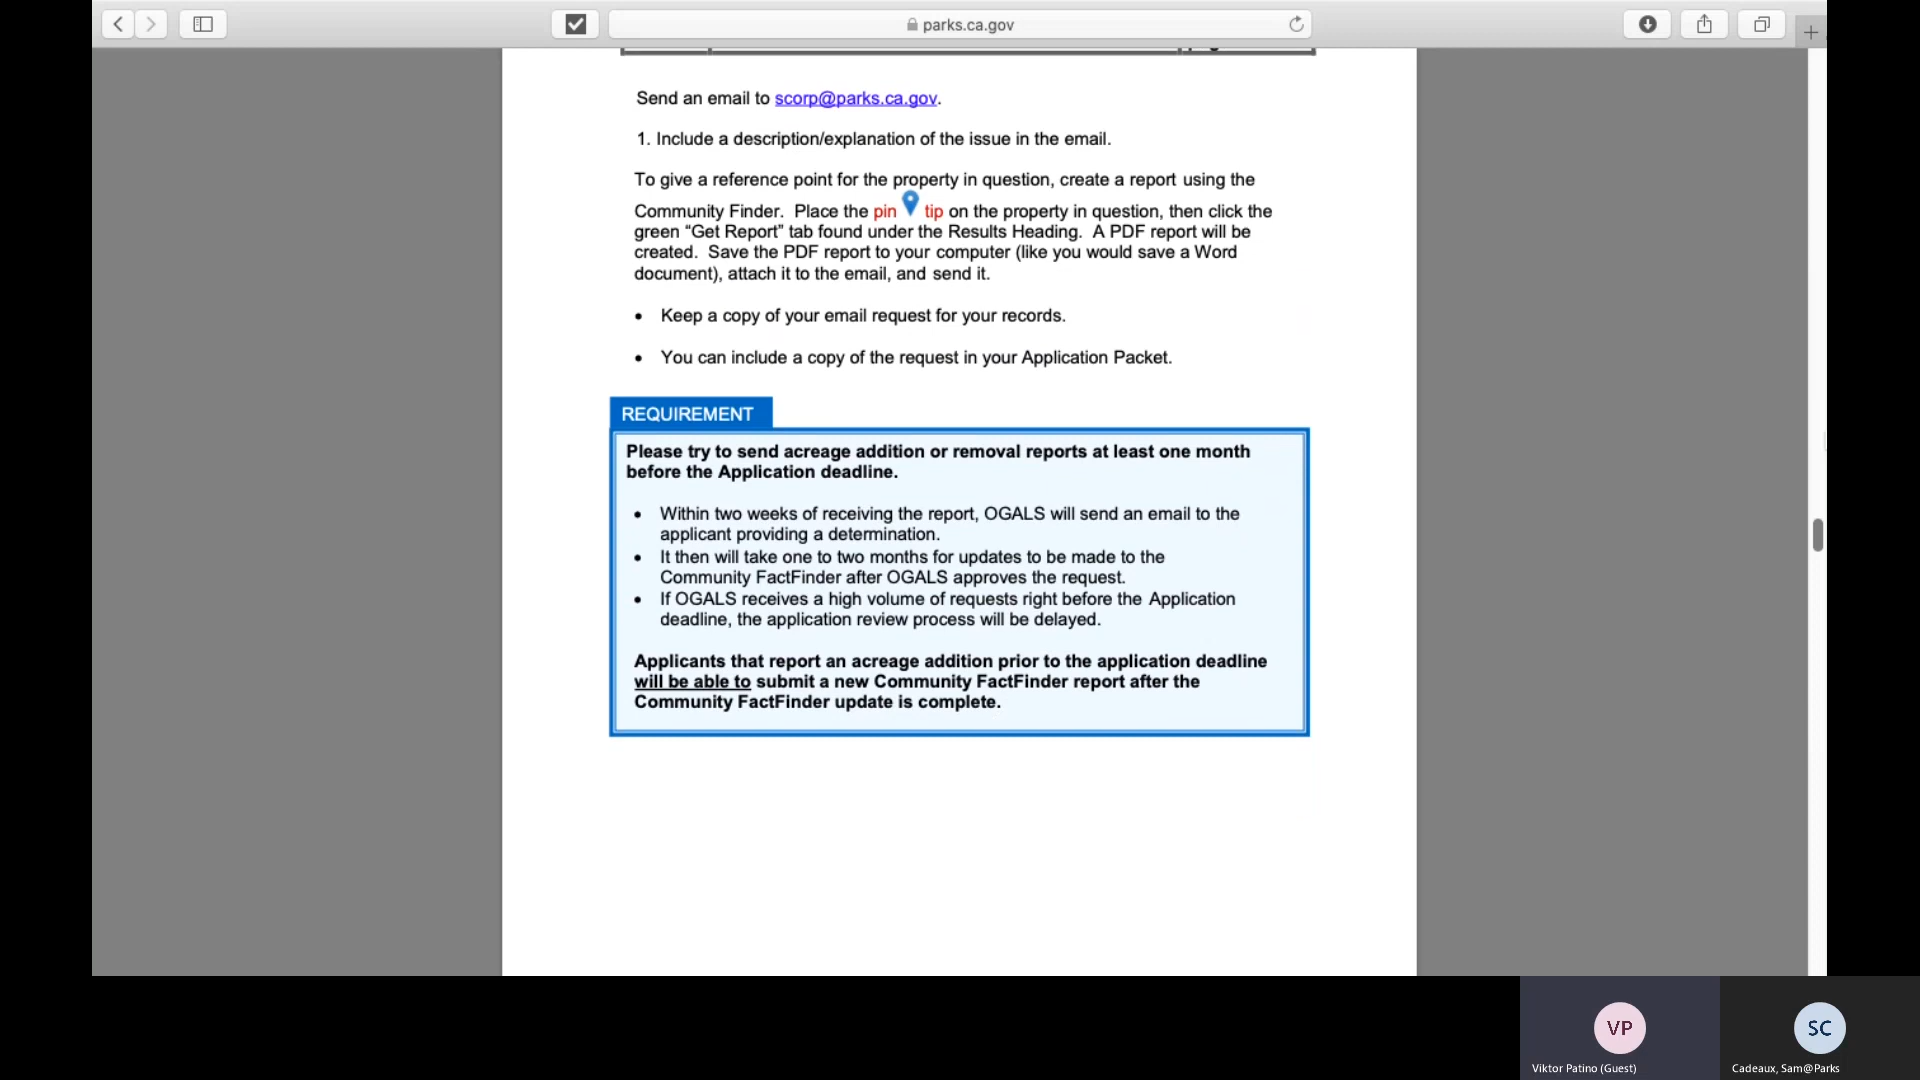 parks.ca.gov
Send an email to scorp@parks.ca.gov.
1. Include a description/explanation of the issue in the email.
To give a reference point for the property in question, create a report using the
Community Finder.  Place the pin tip on the property in question, then click the
green “Get Report” tab found under the Results Heading.  A PDF report will be
created.  Save the PDF report to your computer (like you would save a Word
document), attach it to the email, and send it.
• Keep a copy of your email request for your records.
• You can include a copy of the request in your Application Packet.
REQUIREMENT
Please try to send acreage addition or removal reports at least one month
before the Application deadline.
• Within two weeks of receiving the report, OGALS will send an email to the
applicant providing a determination.
• It then will take one to two months for updates to be made to the
Community FactFinder after OGALS approves the request.
• If OGALS receives a high volume of requests right before the Application
deadline, the application review process will be delayed.
Applicants that report an acreage addition prior to the application deadline
will be able to submit a new Community FactFinder report after the
Community FactFinder update is complete.
VP
SC
Viktor Patino (Guest)
Cadeaux, Sam@Parks